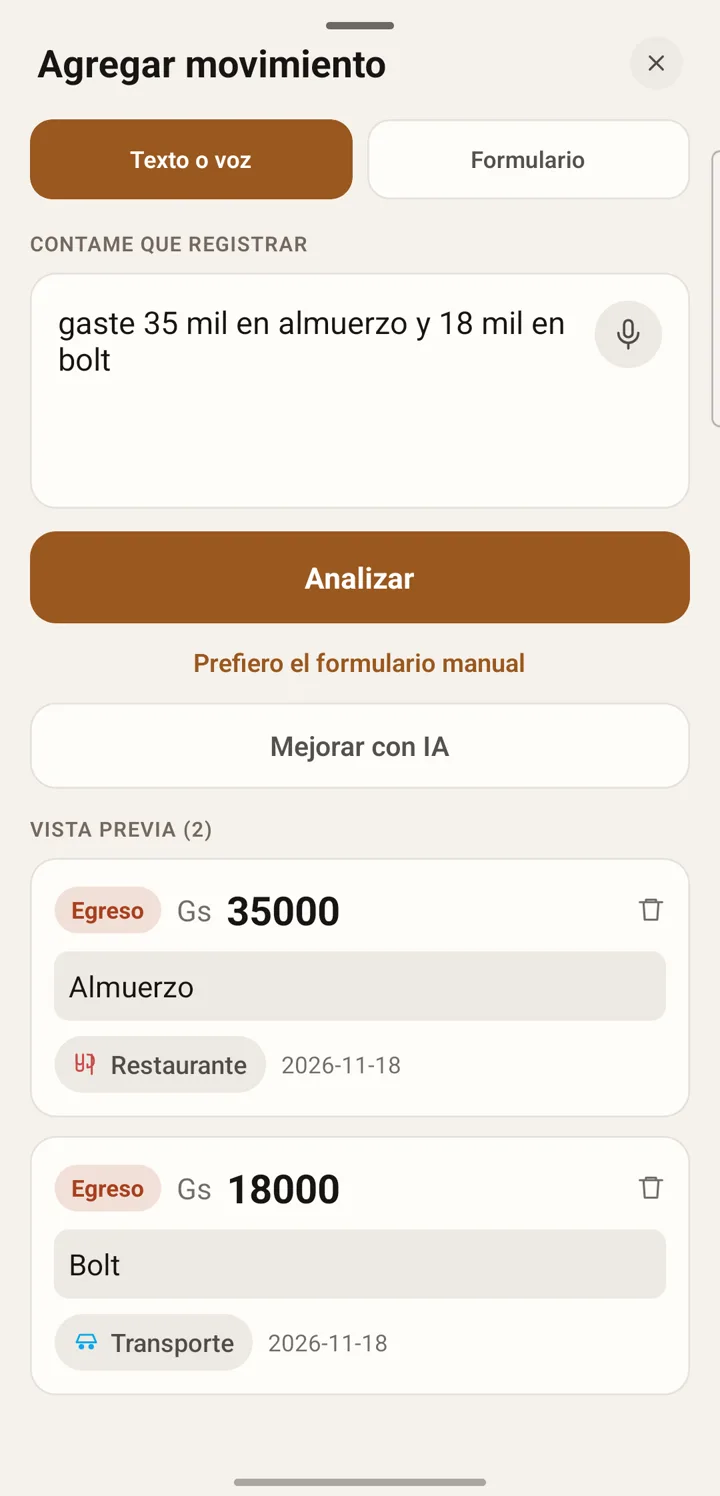 Agregar movimiento
Texto o voz
Formulario
CONTAME QUE REGISTRAR
gaste 35 mil en almuerzo y 18 mil en
bolt
Analizar
Prefiero el formulario manual
Mejorar con IA
VISTA PREVIA (2)
Egreso Gs 35000
Almuerzo
Restaurante 2026-11-18
Egreso Gs 18000
Bolt
Transporte 2026-11-18